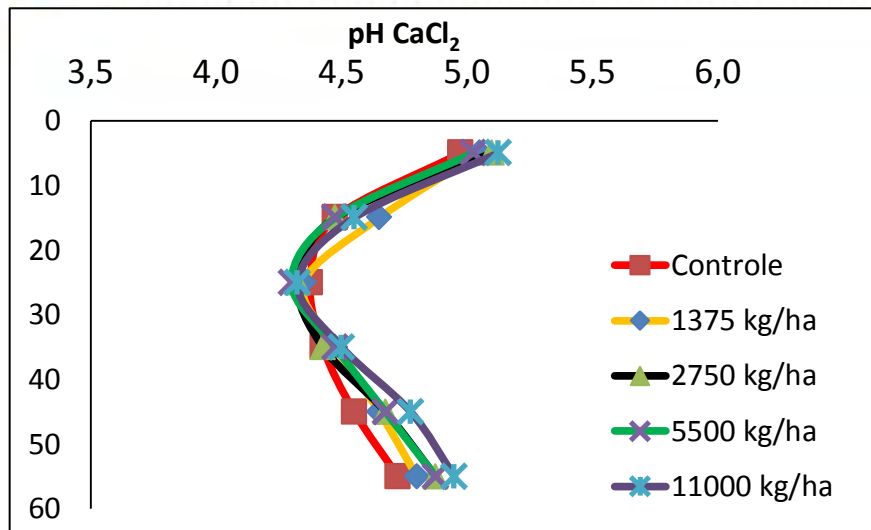 pH CaCl₂
3,5 4,0 4,5 5,0 5,5 6,0
0
10
20
30
40
50
60
Controle
1375 kg/ha
2750 kg/ha
5500 kg/ha
11000 kg/ha